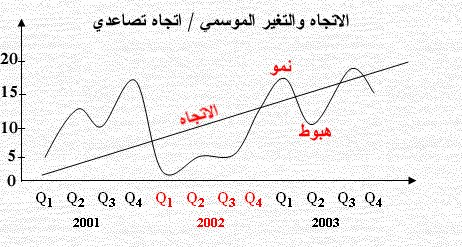 الاتجاه والتغير الموسمي / اتجاه تصاعدي
20
نمو
15
الاتجاه
10
هبوط
5
0
Q1 Q2 Q3 Q4 Q1 Q2 Q3 Q4 Q1 Q2 Q3 Q4
2001 2002 2003